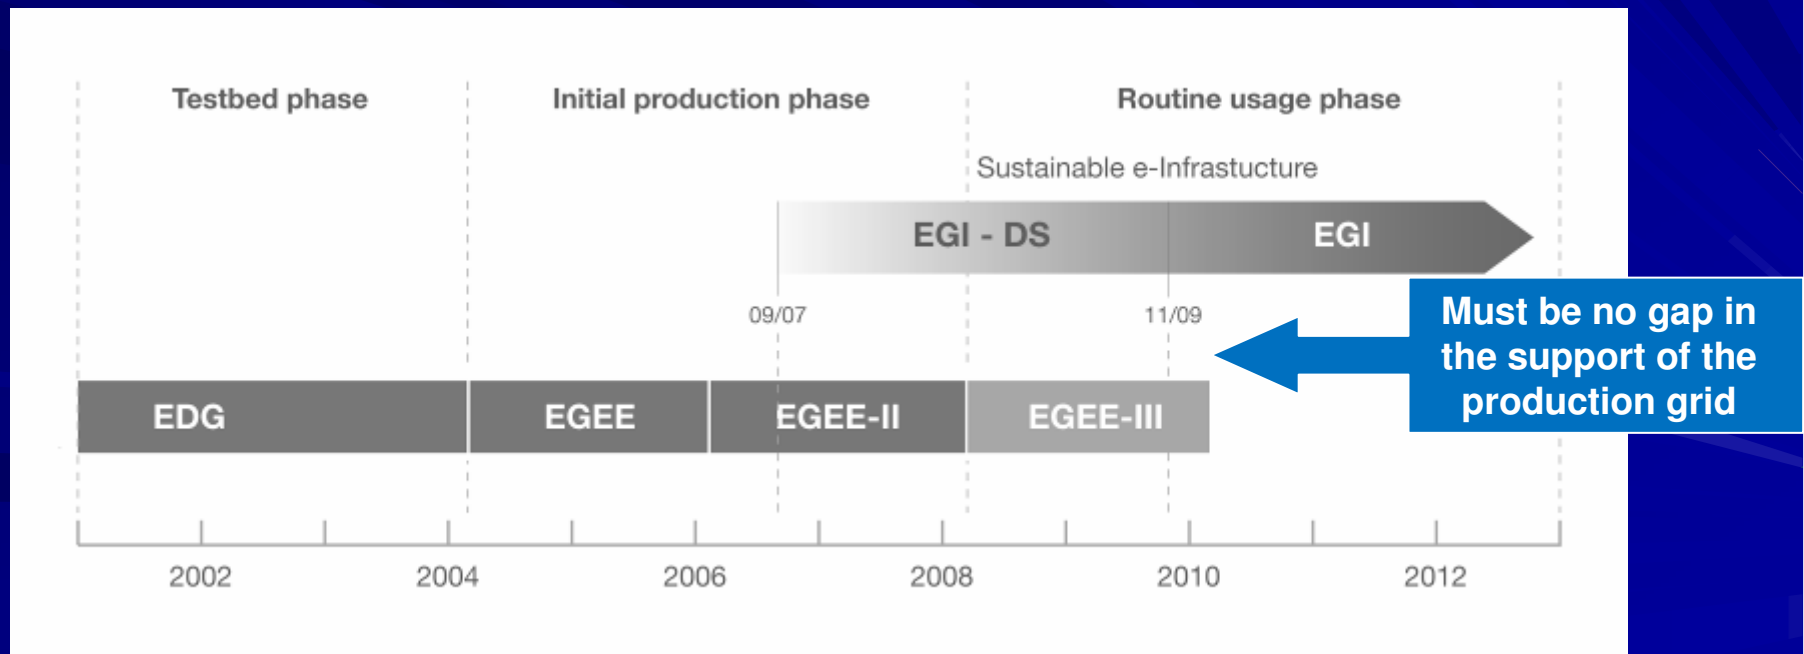 Testbed phase
Initial production phase
Routine usage phase
Sustainable e-Infrastucture
EGI - DS
EGI
09/07
11/09
Must be no gap in
the support of the
production grid
EDG
EGEE
EGEE-II
EGEE-III
2002
2004
2006
2008
2010
2012